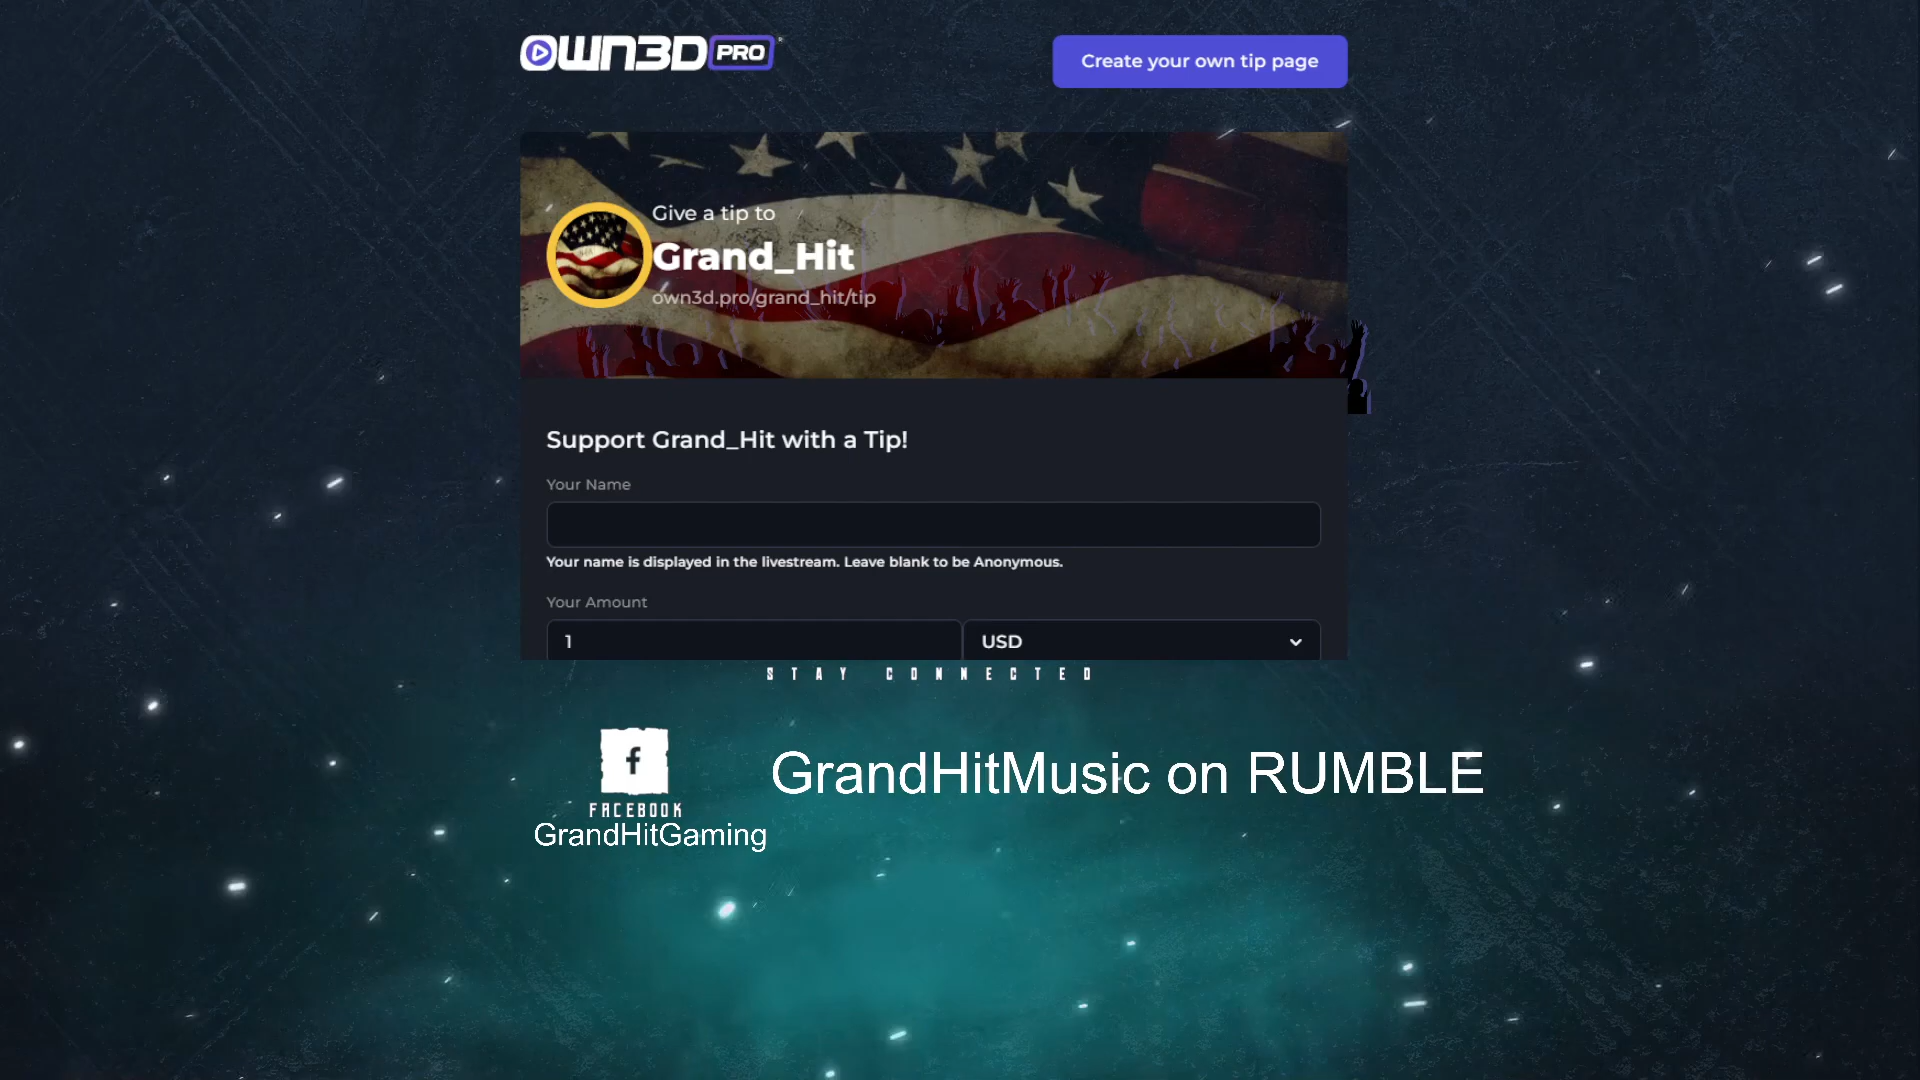 OWN3D PRO
Create your own tip page
Give a tip to
Grand_Hit
own3d.pro/grand_hit/tip
Support Grand_Hit with a Tip!
Your Name
Your name is displayed in the livestream. Leave blank to be Anonymous.
Your Amount
1
USD
STAY CONNECTED
f
FACEBOOK
GrandHitGaming
GrandHitMusic on RUMBLE